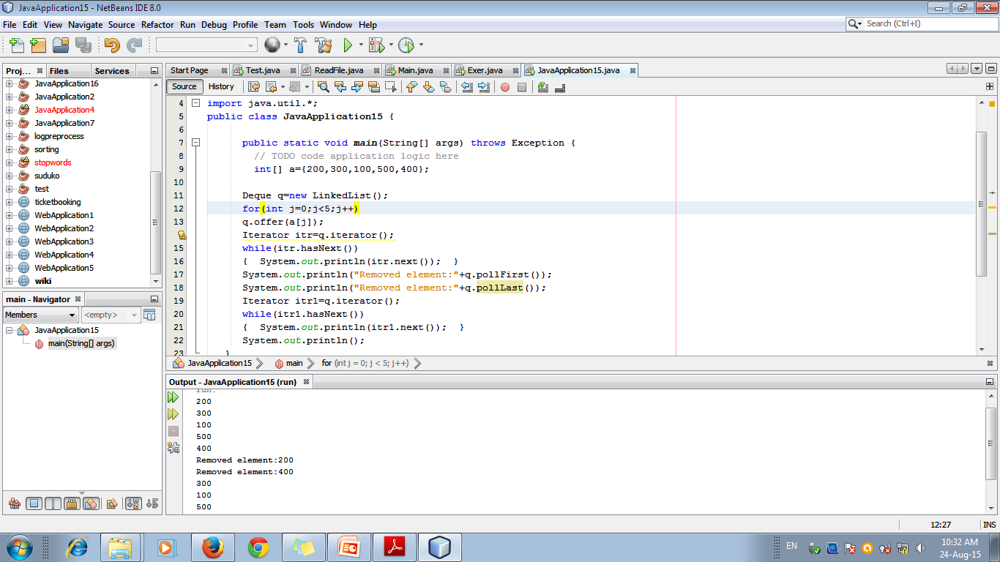 JavaApplication15 - NetBeans IDE 8.0
File Edit View Navigate Source Refactor Run Debug Profile Team Tools Window Help
Search (Ctrl+I)
Proj... Files Services
JavaApplication16
JavaApplication2
JavaApplication4
JavaApplication7
logpreprocess
sorting
stopwords
suduko
test
ticketbooking
WebApplication1
WebApplication2
WebApplication3
WebApplication4
WebApplication5
wiki
main - Navigator
Members <empty>
JavaApplication15
main(String[] args)
Start Page Test.java ReadFile.java Main.java Exer.java JavaApplication15.java
Source History
4 import java.util.*;
5 public class JavaApplication15 {
6
7 public static void main(String[] args) throws Exception {
8 // TODO code application logic here
9 int[] a={200,300,100,500,400};
10
11 Deque q=new LinkedList();
12 for(int j=0;j<5;j++)
13 q.offer(a[j]);
Iterator itr=q.iterator();
15 while(itr.hasNext())
16 { System.out.println(itr.next()); }
17 System.out.println("Removed element:"+q.pollFirst());
18 System.out.println("Removed element:"+q.pollLast());
19 Iterator itr1=q.iterator();
20 while(itr1.hasNext())
21 { System.out.println(itr1.next()); }
22 System.out.println();
23 }
JavaApplication15 main for (int j = 0; j < 5; j++)
Output - JavaApplication15 (run)
run:
200
300
100
500
400
Removed element:200
Removed element:400
300
100
500
12:27 INS
EN
10:32 AM
24-Aug-15